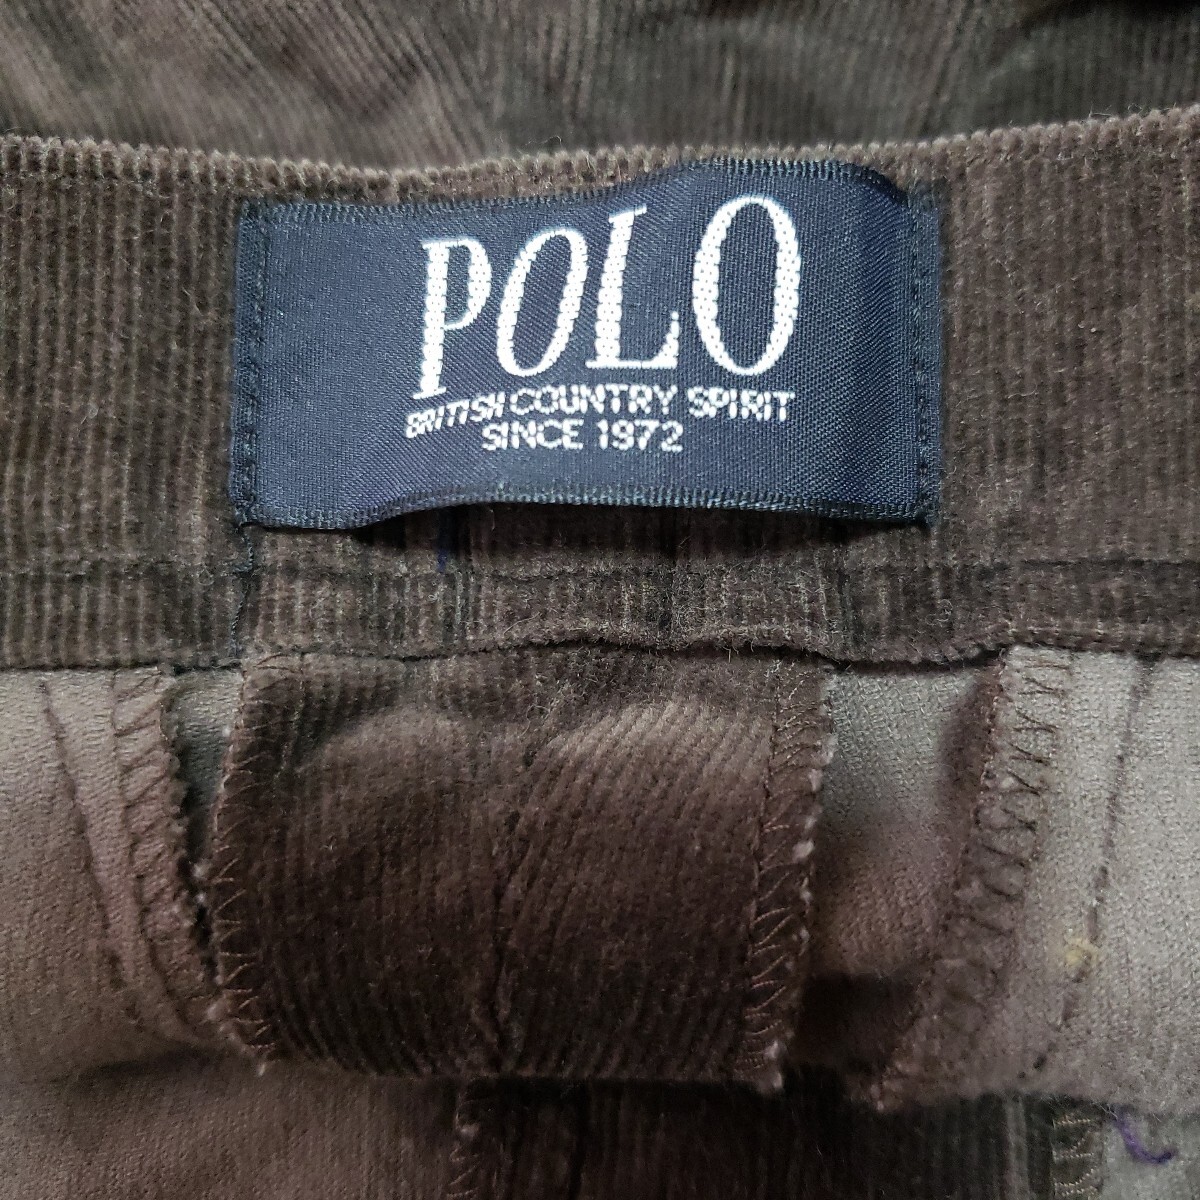 POLO
BRITISH COUNTRY SPIRIT
SINCE 1972